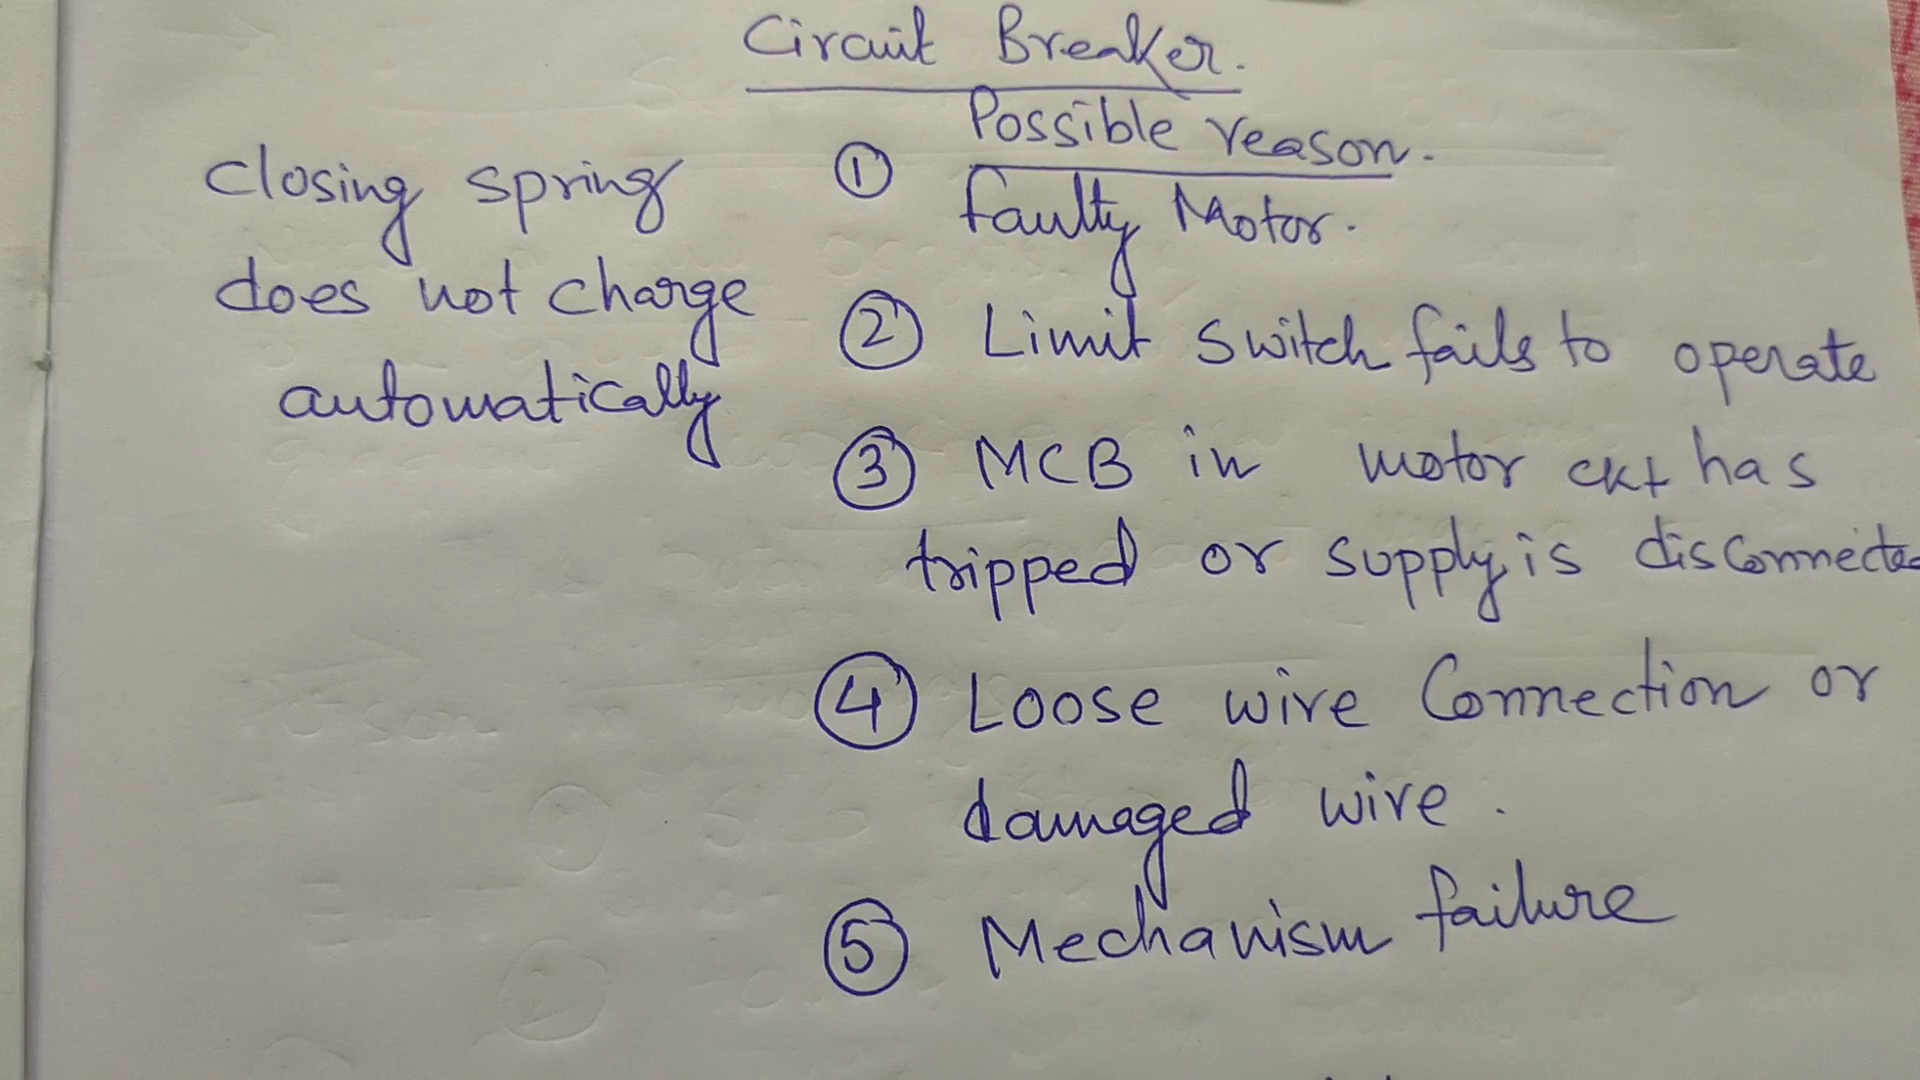 Circuit Breaker.
Possible reason.
closing spring
does not charge
automatically
① Faulty Motor.
② Limit switch fails to operate
③ MCB in motor ckt has
tripped or supply is disconnected
④ Loose wire Connection or
damaged wire.
⑤ Mechanism failure